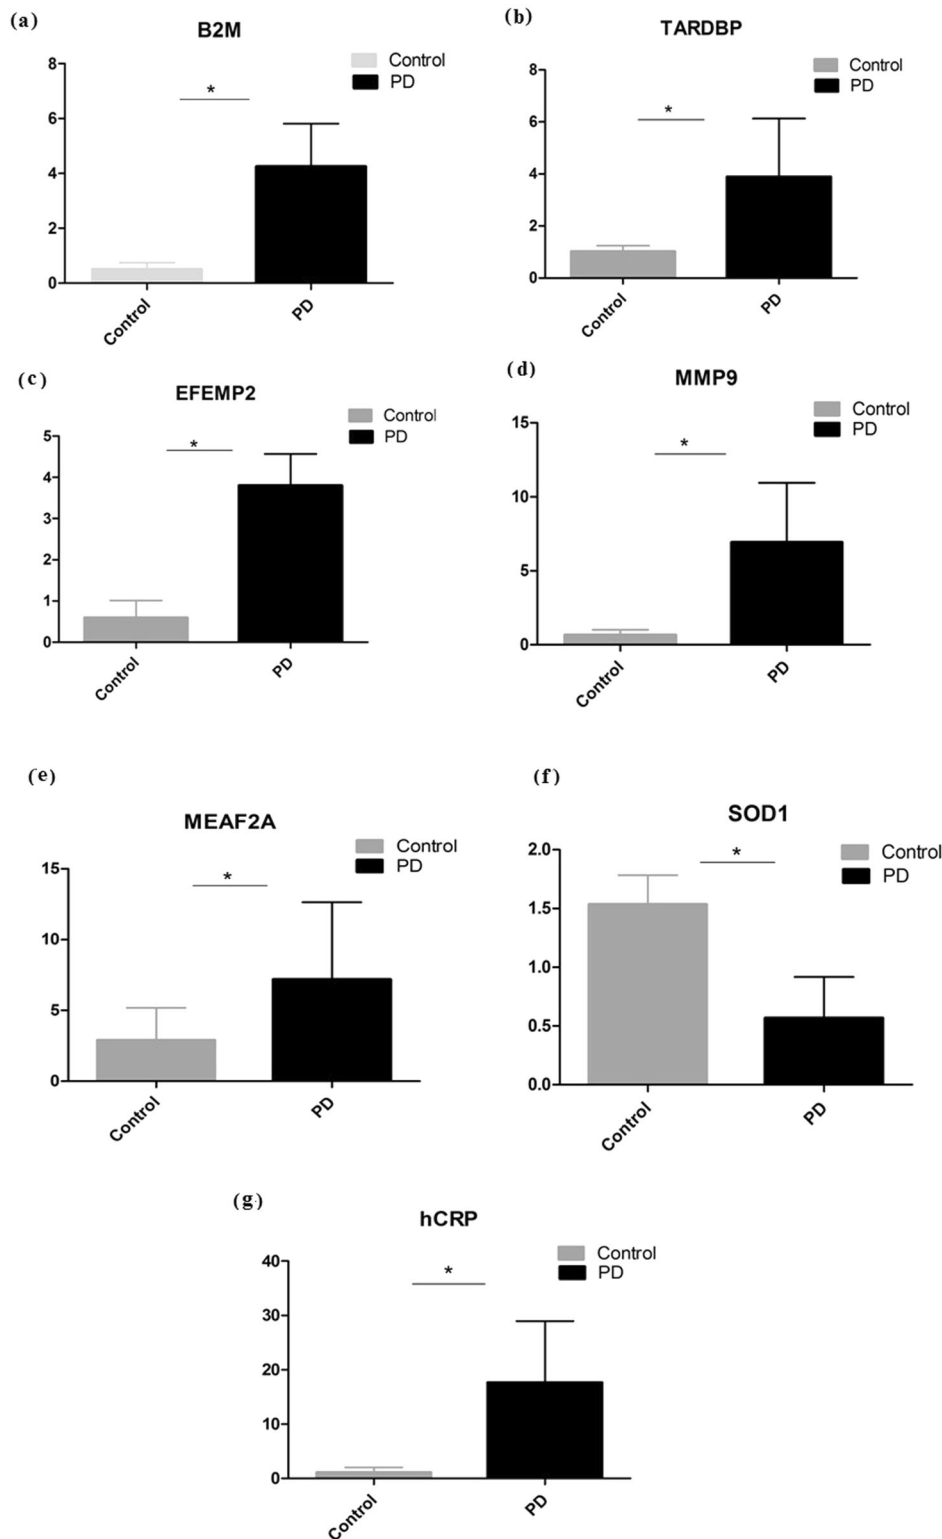 (a)
B2M
Control
PD
8
6
4
2
0
*
Control
PD
(b)
TARDBP
Control
PD
8
6
4
2
0
*
Control
PD
(c)
EFEMP2
Control
PD
5
4
3
2
1
0
*
Control
PD
(d)
MMP9
Control
PD
15
10
5
0
*
Control
PD
(e)
MEAF2A
Control
PD
15
10
5
0
*
Control
PD
(f)
SOD1
Control
PD
2.0
1.5
1.0
0.5
0.0
*
Control
PD
(g)
hCRP
Control
PD
40
30
20
10
0
*
Control
PD